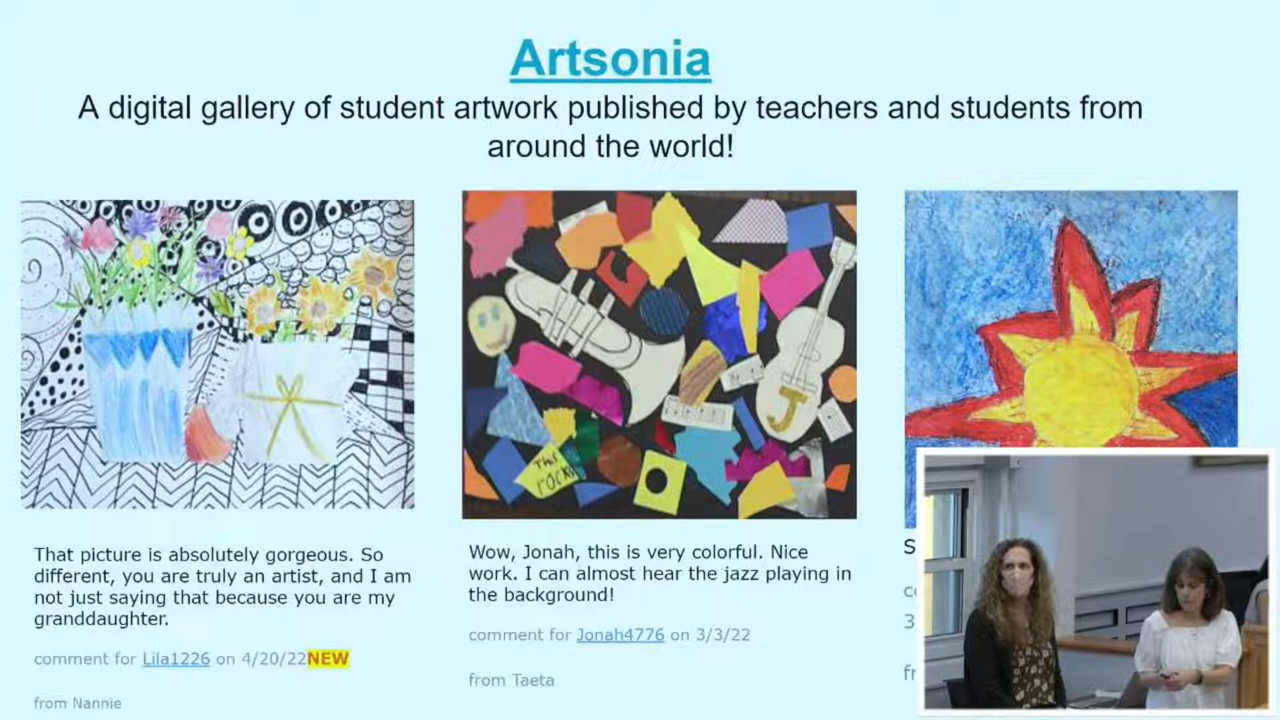 Artsonia
A digital gallery of student artwork published by teachers and students from
around the world!
J
THIS
ROCKS
That picture is absolutely gorgeous. So
different, you are truly an artist, and I am
not just saying that because you are my
granddaughter.
comment for Lila1226 on 4/20/22NEW
from Nannie
Wow, Jonah, this is very colorful. Nice
work. I can almost hear the jazz playing in
the background!
comment for Jonah4776 on 3/3/22
from Taeta